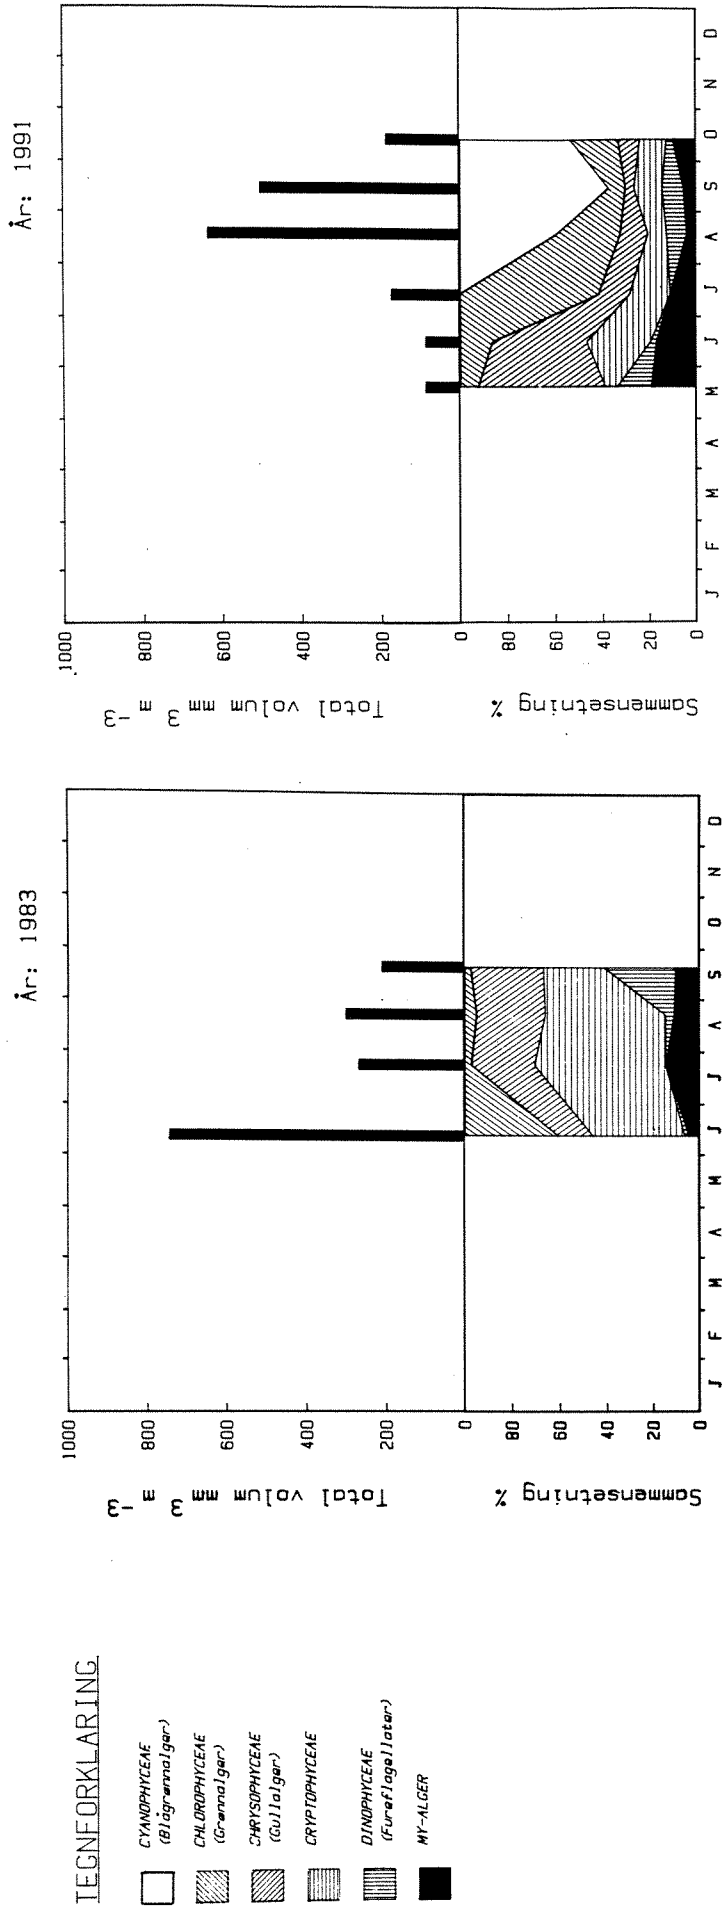 TEGNFORKLARING
CYANOPHYCEAE
(Blågrønnalger)
CHLOROPHYCEAE
(Grønnalger)
CHRYSOPHYCEAE
(Gullalger)
CRYPTOPHYCEAE
DINOPHYCEAE
(Fureflagellater)
MY-ALGER
År: 1983
Total volum mm³ m⁻³
1000
800
600
400
200
0
Sammensetning %
80
60
40
20
0
J F M A M J J A S O N D
År: 1991
Total volum mm³ m⁻³
1000
800
600
400
200
0
Sammensetning %
80
60
40
20
0
J F M A M J J A S O N D